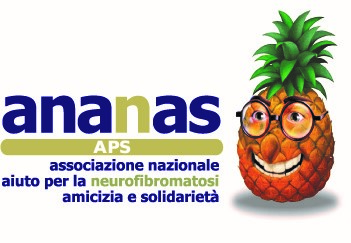 ananas
APS
associazione nazionale
aiuto per la neurofibromatosi
amicizia e solidarietà